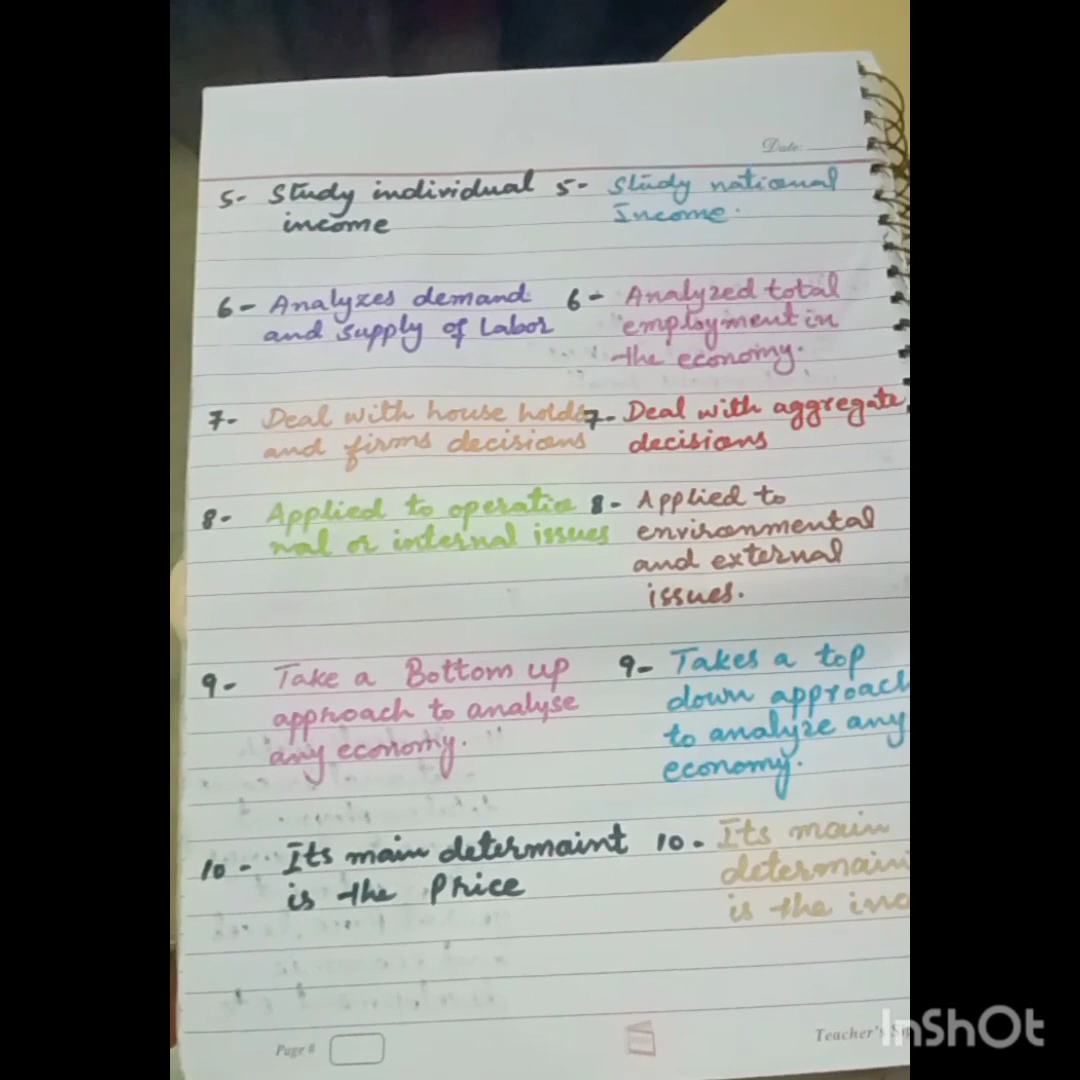 Date:
5- Study individual
income
5- Study national
Income.
6- Analyzes demand
and supply of Labor
6- Analyzed total
employment in
the economy.
7- Deal with house holds
and firms decisions
7- Deal with aggregate
decisions
8- Applied to operatio
nal or internal issues
8- Applied to
environmental
and external
issues.
9- Take a Bottom up
approach to analyse
any economy.
9- Takes a top
down approach
to analyze any
economy.
10- Its main determaint
is the Price
10- Its main
determain
is the inc
Page #
Teacher's
InShOt